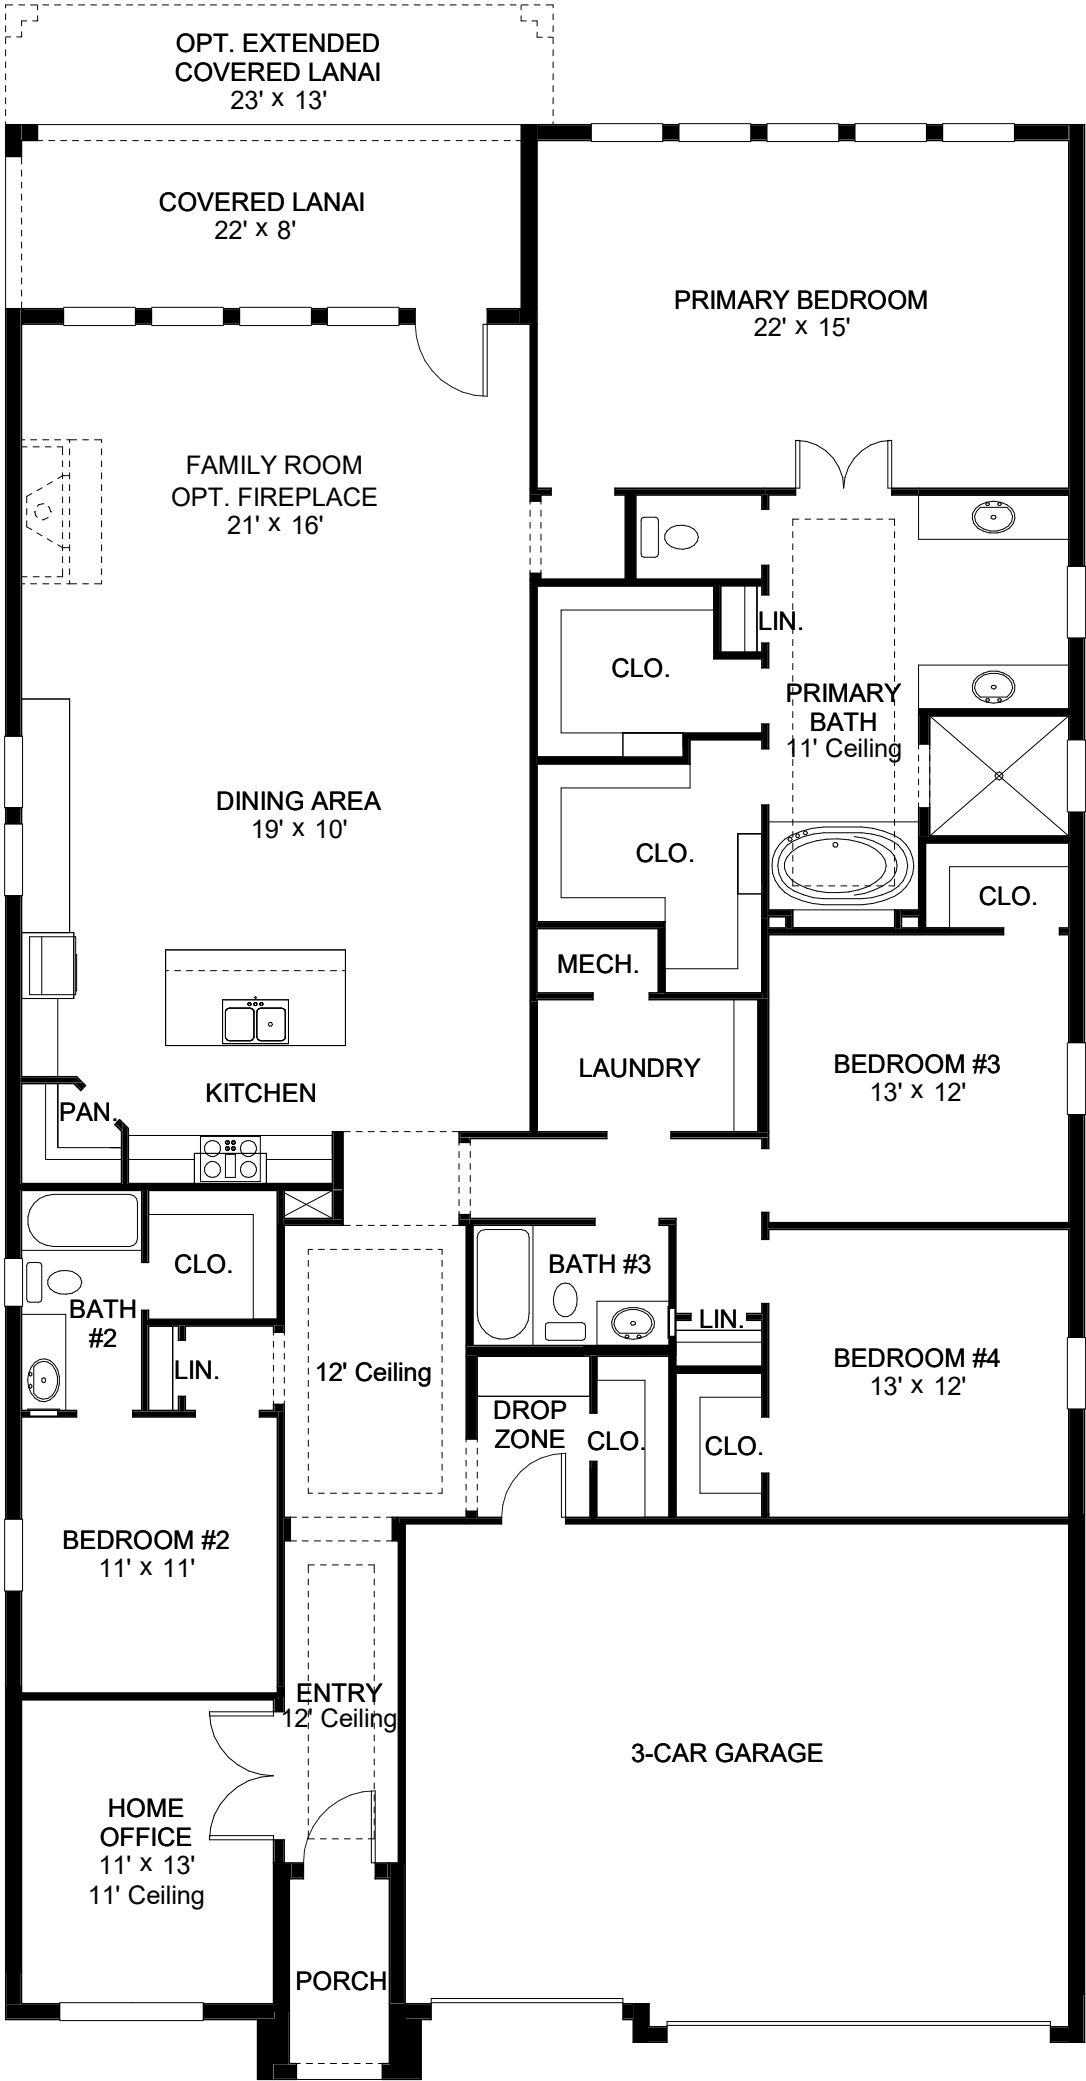 OPT. EXTENDED
COVERED LANAI
23' x 13'
COVERED LANAI
22' x 8'
PRIMARY BEDROOM
22' x 15'
FAMILY ROOM
OPT. FIREPLACE
21' x 16'
LIN.
CLO.
PRIMARY
BATH
11' Ceiling
DINING AREA
19' x 10'
CLO.
CLO.
MECH.
LAUNDRY
BEDROOM #3
13' x 12'
KITCHEN
PAN.
CLO.
BATH #3
BATH
#2
LIN.
LIN.
12' Ceiling
BEDROOM #4
13' x 12'
DROP
ZONE
CLO.
CLO.
BEDROOM #2
11' x 11'
ENTRY
12' Ceiling
3-CAR GARAGE
HOME
OFFICE
11' x 13'
11' Ceiling
PORCH